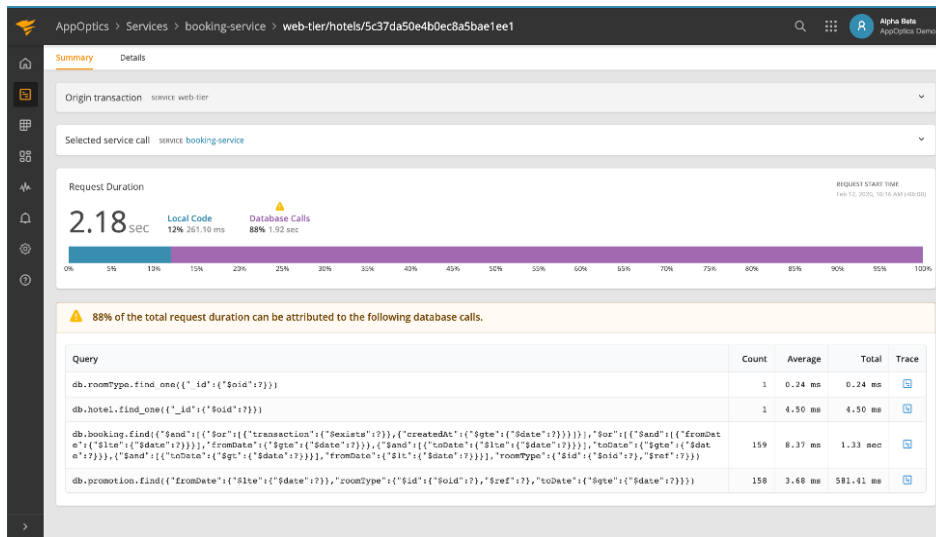 AppOptics > Services > booking-service > web-tier/hotels/5c37da50e4b0ec8a5bae1ee1
Alpha Beta
AppOptics Demo
Summary Details
Origin transaction SERVICE web-tier
Selected service call SERVICE booking-service
Request Duration
REQUEST START TIME
Feb 12, 2020, 10:16 AM (-06:00)
2.18 sec
Local Code
12% 261.10 ms
Database Calls
88% 1.92 sec
0% 5% 10% 15% 20% 25% 30% 35% 40% 45% 50% 55% 60% 65% 70% 75% 80% 85% 90% 95% 100%
88% of the total request duration can be attributed to the following database calls.
Query Count Average Total Trace
db.roomType.find_one({"_id":{"$oid":?}}) 1 0.24 ms 0.24 ms
db.hotel.find_one({"_id":{"$oid":?}}) 1 4.50 ms 4.50 ms
db.booking.find({"$and":[{"$or":[{"transaction":{"$exists":?}},{"createdAt":{"$gte":{"$date":?}}}]}],"$or":[{"$and":[{"fromDat
e":{"$lte":{"$date":?}}}],"fromDate":{"$gte":{"$date":?}}},{"$and":[{"toDate":{"$lte":{"$date":?}}}],"toDate":{"$gte":{"$dat
e":?}}},{"$and":[{"toDate":{"$gt":{"$date":?}}}],"fromDate":{"$lt":{"$date":?}}}],"roomType":{"$id":{"$oid":?},"$ref":?}}) 159 8.37 ms 1.33 sec
db.promotion.find({"fromDate":{"$lte":{"$date":?}},"roomType":{"$id":{"$oid":?},"$ref":?},"toDate":{"$gte":{"$date":?}}}) 158 3.68 ms 581.41 ms